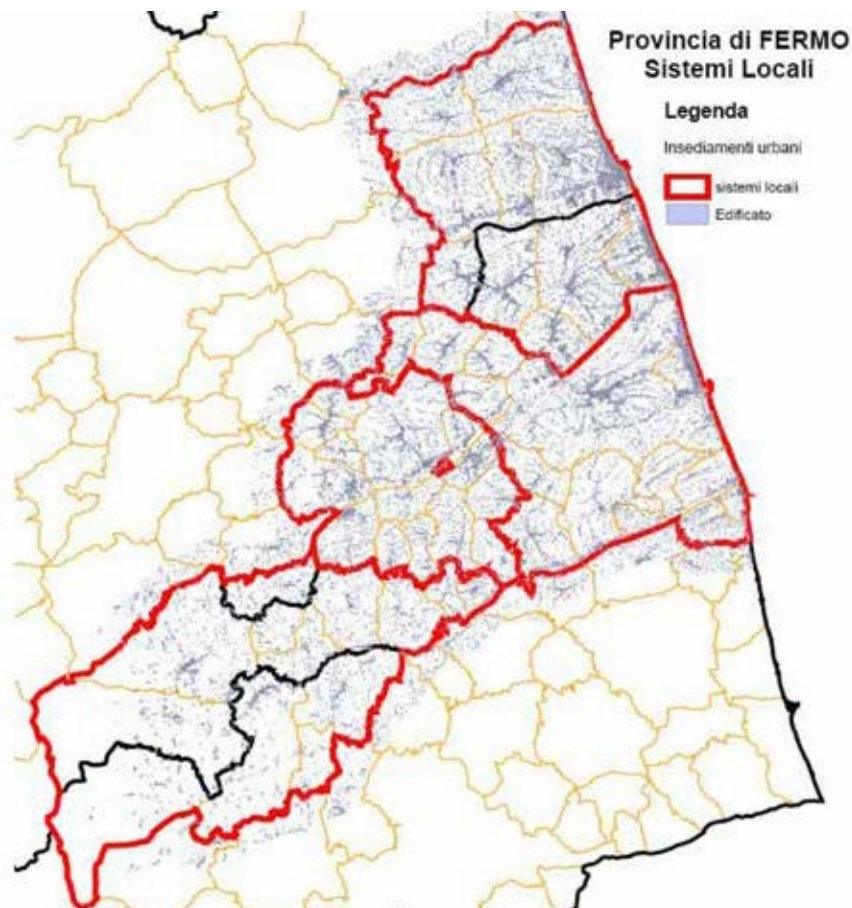 Provincia di FERMO
Sistemi Locali
Legenda
Insediamenti urbani
sistemi locali
Edificato